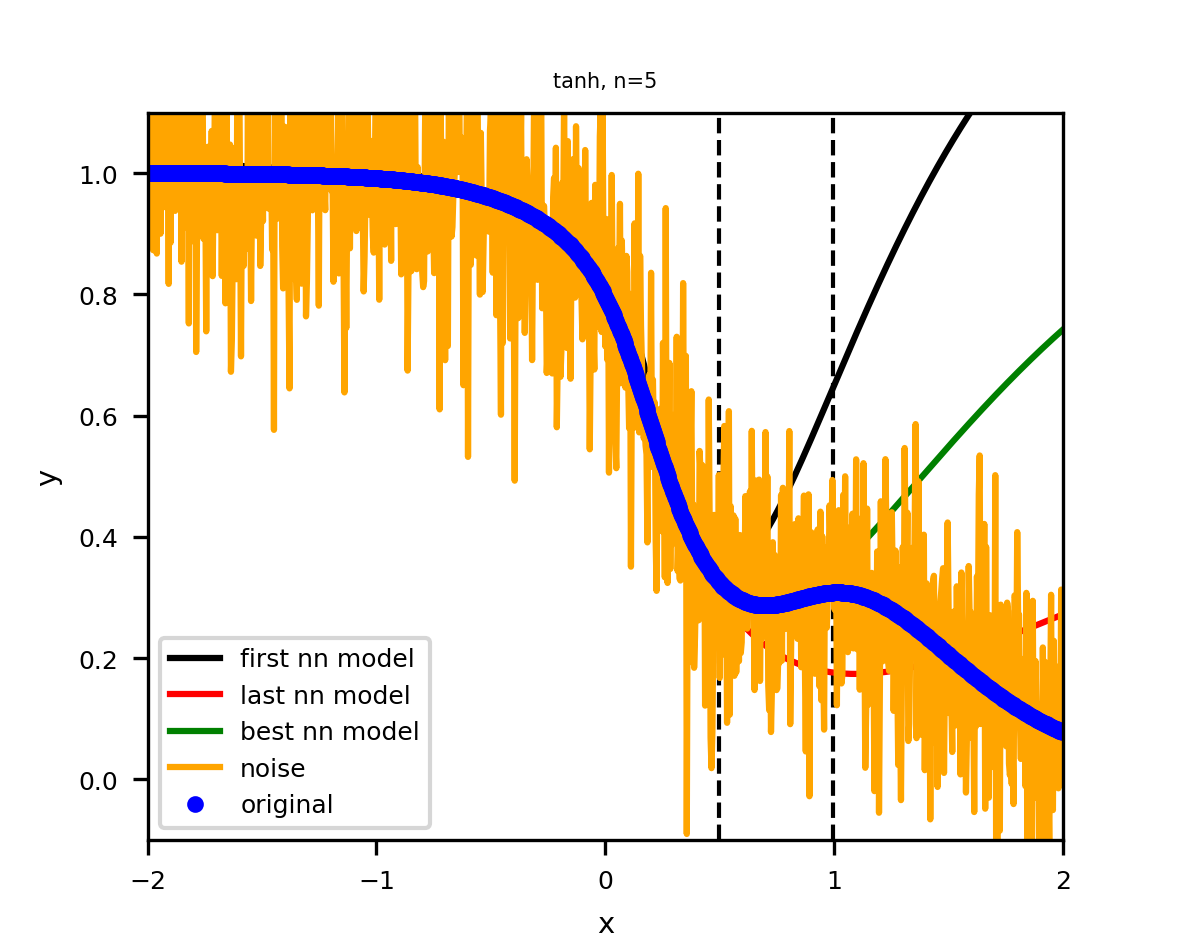 tanh, n=5
y
1.0
0.8
0.6
0.4
0.2
0.0
first nn model
last nn model
best nn model
noise
original
−2
−1
0
1
2
x